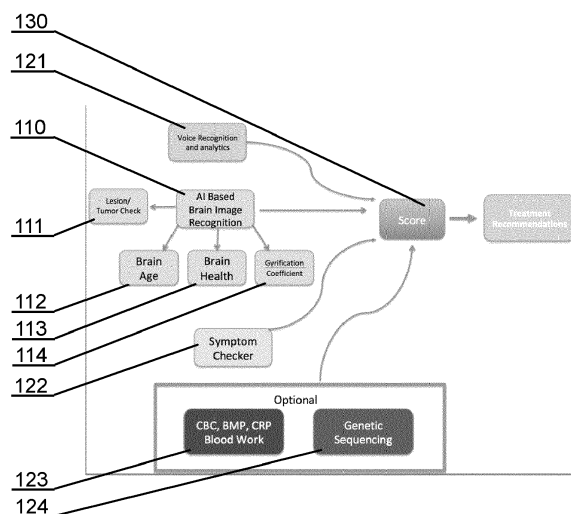 130
121
110
111
112
113
114
122
123
124
Voice Recognition
and analytics
Lesion/
Tumor Check
AI Based
Brain Image
Recognition
Score
Treatment
Recommendations
Brain
Age
Brain
Health
Gyrification
Coefficient
Symptom
Checker
Optional
CBC, BMP, CRP
Blood Work
Genetic
Sequencing